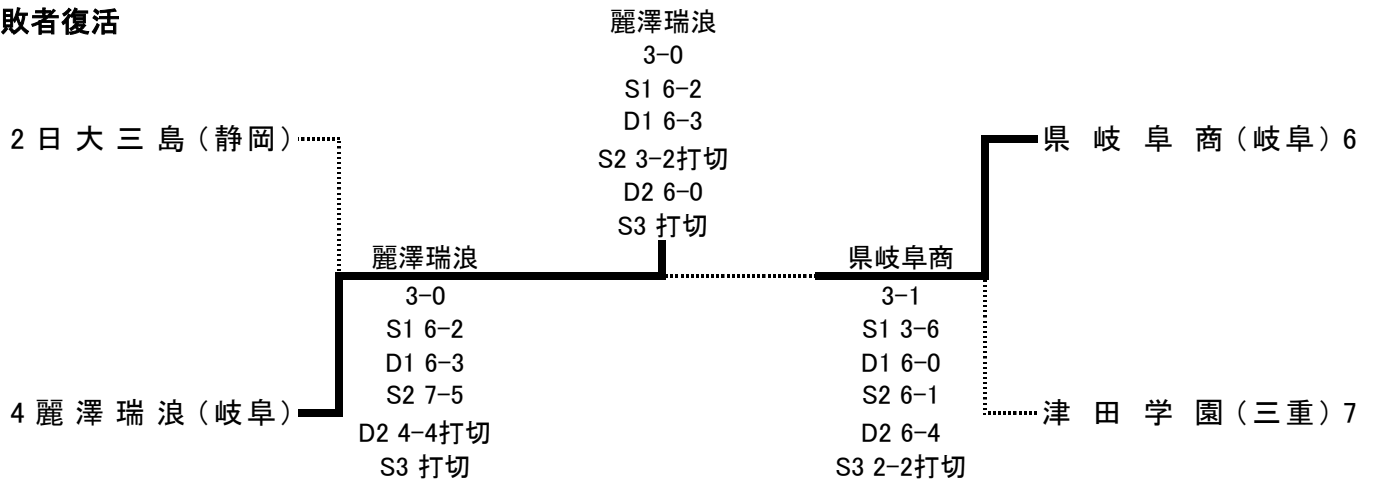 敗者復活
麗澤瑞浪
3-0
S1 6-2
D1 6-3
S2 3-2打切
D2 6-0
S3 打切
2 日 大 三 島 （静岡）
県 岐 阜 商 （岐阜） 6
麗澤瑞浪
3-0
S1 6-2
D1 6-3
S2 7-5
D2 4-4打切
S3 打切
県岐阜商
3-1
S1 3-6
D1 6-0
S2 6-1
D2 6-4
S3 2-2打切
4 麗 澤 瑞 浪 （岐阜）
津 田 学 園 （三重） 7